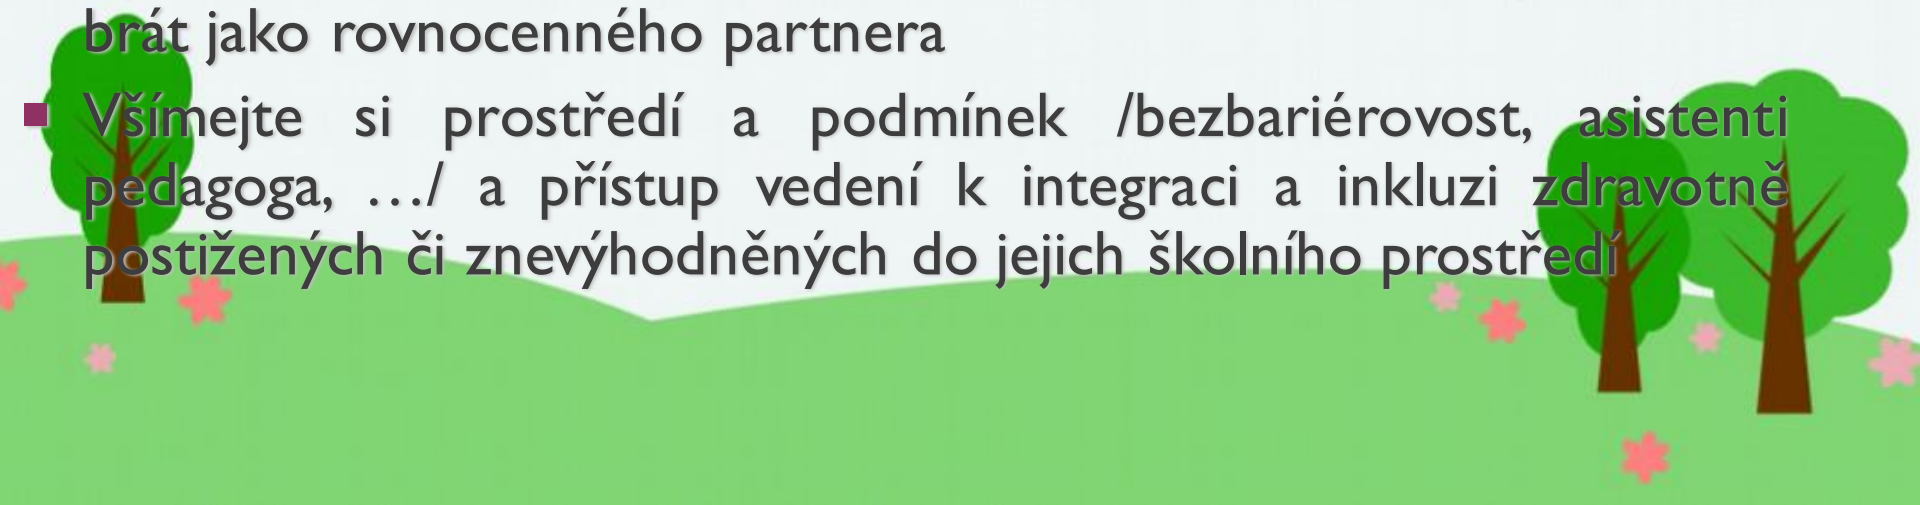 brát jako rovnocenného partnera
Všímejte si prostředí a podmínek /bezbariérovost, asistenti
pedagoga, …/ a přístup vedení k integraci a inkluzi zdravotně
postižených či znevýhodněných do jejich školního prostředí